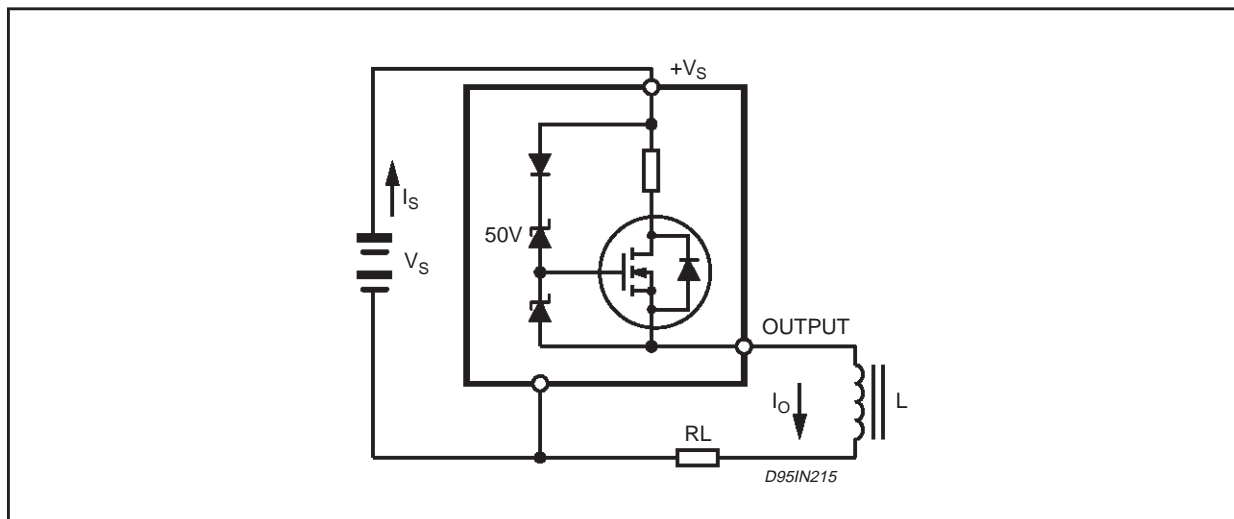 +VS
IS
50V
VS
OUTPUT
IO
L
RL
D95IN215